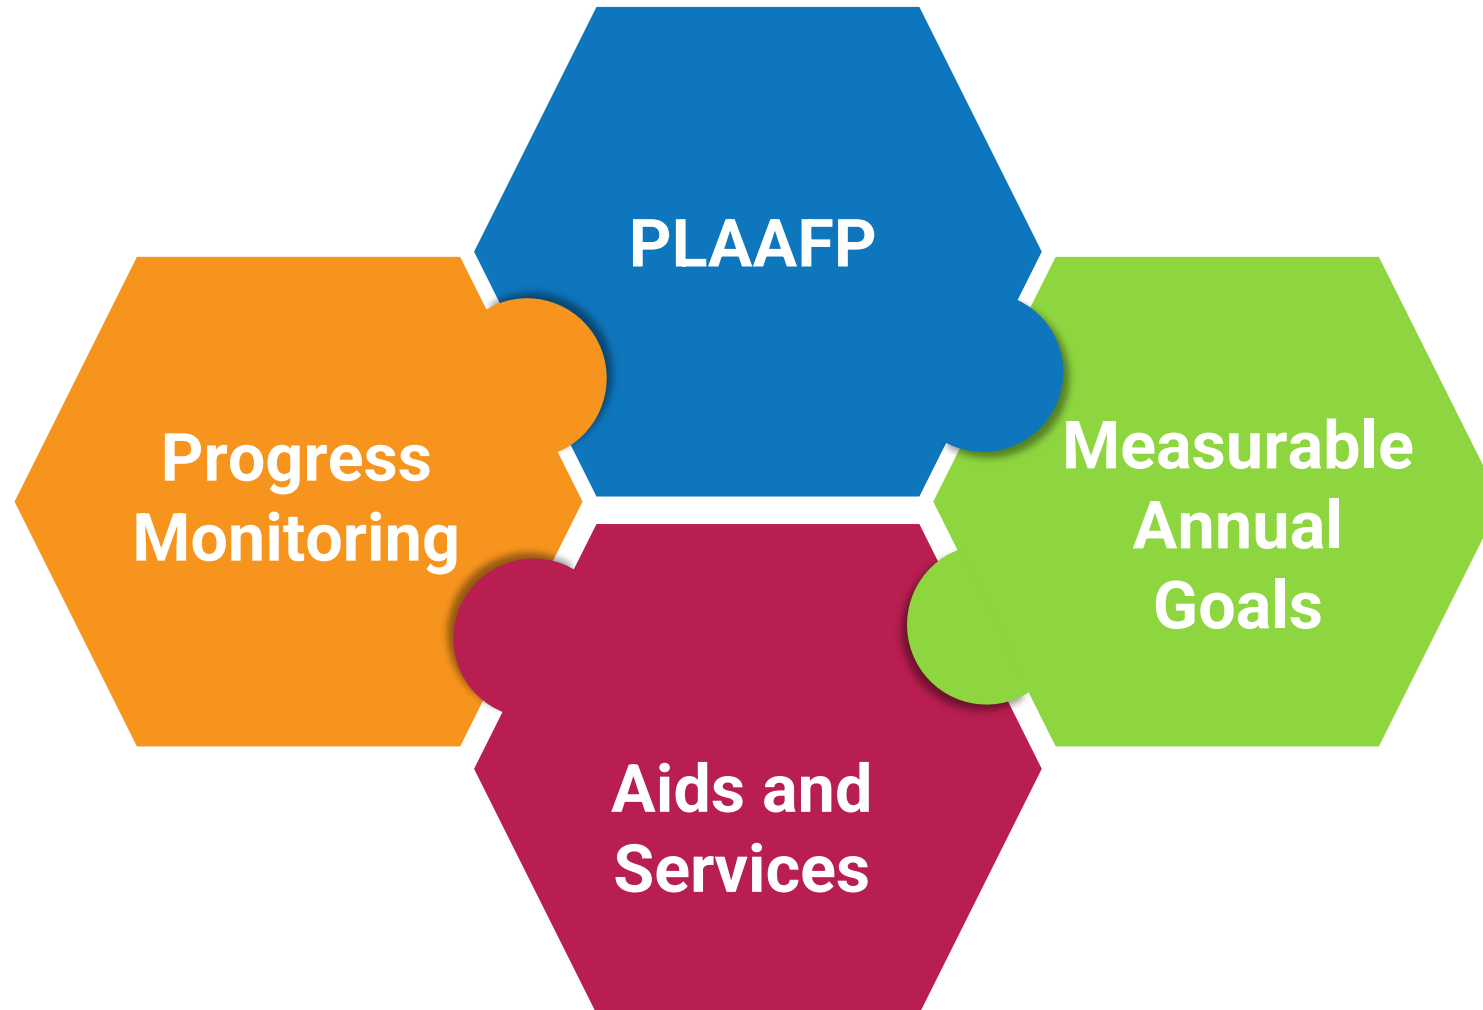 PLAAFP
Progress
Monitoring
Measurable
Annual
Goals
Aids and
Services